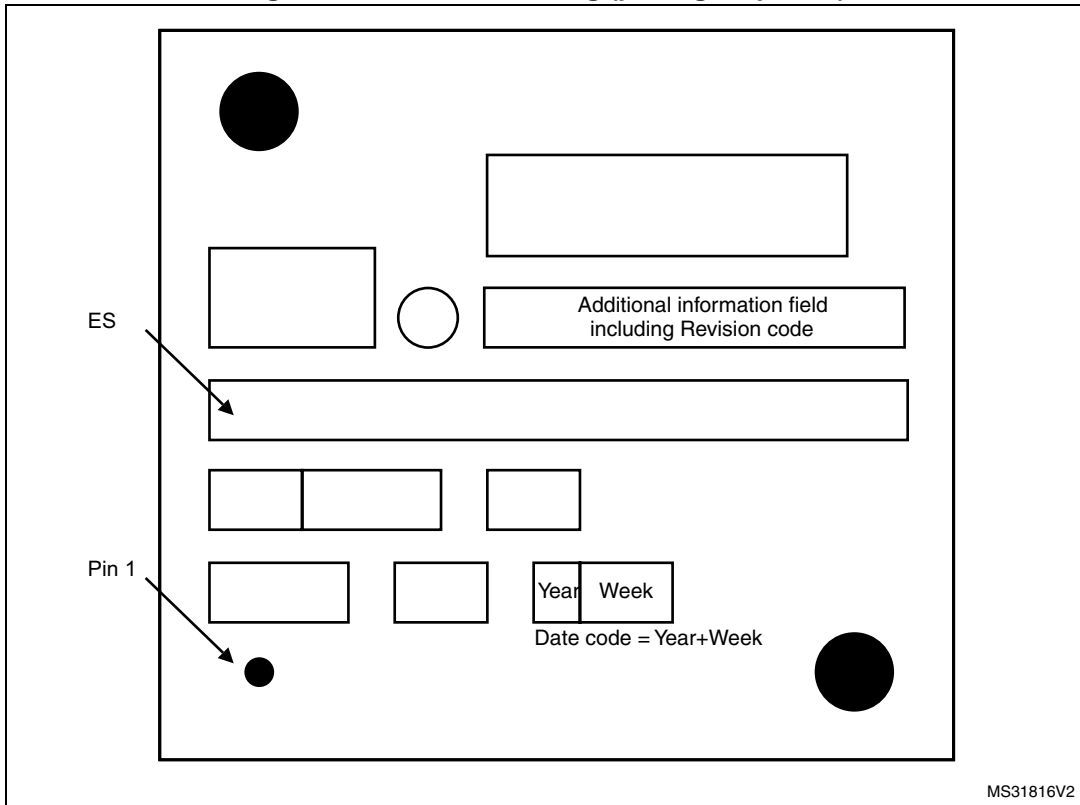 Additional information field
including Revision code
ES
Pin 1
Year Week
Date code = Year+Week
MS31816V2